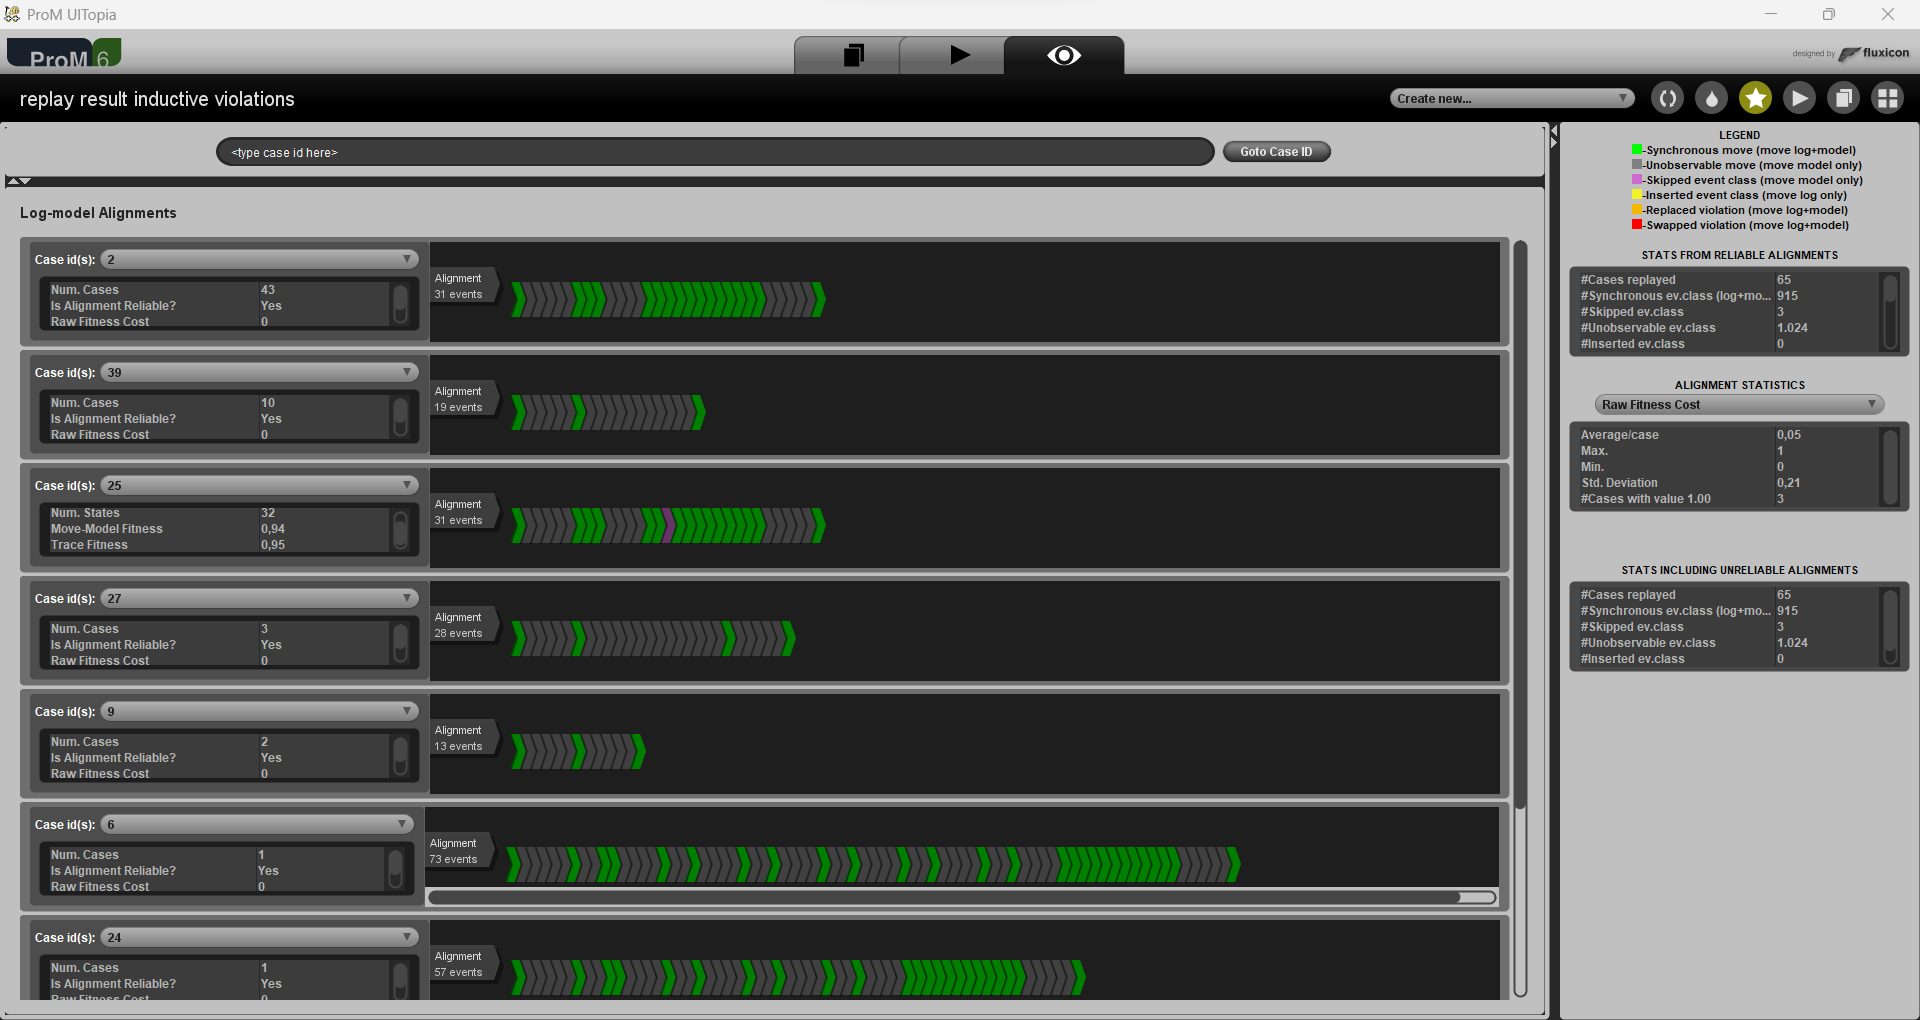 ProM UITopia
ProM 6
designed by fluxicon
replay result inductive violations
Create new...
<type case id here>
Goto Case ID
Log-model Alignments
Case id(s): 2
Num. Cases 43
Is Alignment Reliable? Yes
Raw Fitness Cost 0
Alignment
31 events
Case id(s): 39
Num. Cases 10
Is Alignment Reliable? Yes
Raw Fitness Cost 0
Alignment
19 events
Case id(s): 25
Num. States 32
Move-Model Fitness 0,94
Trace Fitness 0,95
Alignment
31 events
Case id(s): 27
Num. Cases 3
Is Alignment Reliable? Yes
Raw Fitness Cost 0
Alignment
28 events
Case id(s): 9
Num. Cases 2
Is Alignment Reliable? Yes
Raw Fitness Cost 0
Alignment
13 events
Case id(s): 6
Num. Cases 1
Is Alignment Reliable? Yes
Raw Fitness Cost 0
Alignment
73 events
Case id(s): 24
Num. Cases 1
Is Alignment Reliable? Yes
Raw Fitness Cost 0
Alignment
57 events
LEGEND
-Synchronous move (move log+model)
-Unobservable move (move model only)
-Skipped event class (move model only)
-Inserted event class (move log only)
-Replaced violation (move log+model)
-Swapped violation (move log+model)
STATS FROM RELIABLE ALIGNMENTS
#Cases replayed 65
#Synchronous ev.class (log+mo... 915
#Skipped ev.class 3
#Unobservable ev.class 1.024
#Inserted ev.class 0
ALIGNMENT STATISTICS
Raw Fitness Cost
Average/case 0,05
Max. 1
Min. 0
Std. Deviation 0,21
#Cases with value 1.00 3
STATS INCLUDING UNRELIABLE ALIGNMENTS
#Cases replayed 65
#Synchronous ev.class (log+mo... 915
#Skipped ev.class 3
#Unobservable ev.class 1.024
#Inserted ev.class 0